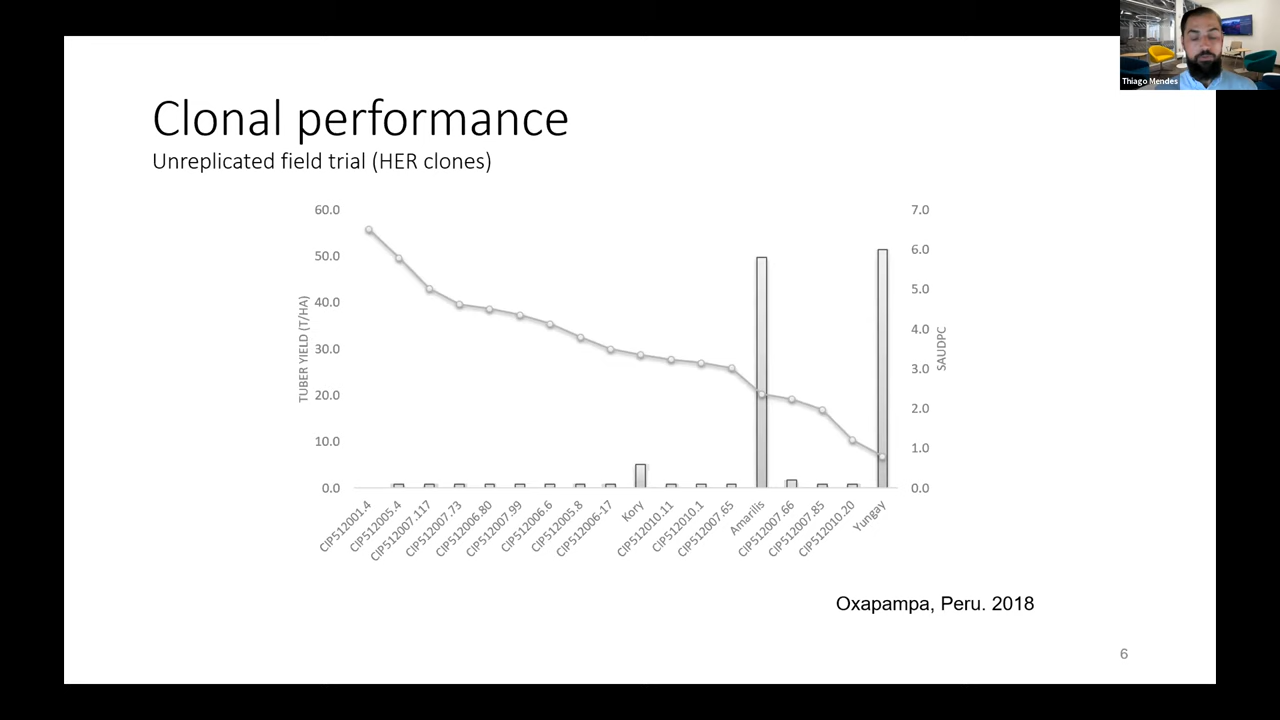 Thiago Mendes
Clonal performance
Unreplicated field trial (HER clones)
60.0
50.0
40.0
30.0
20.0
10.0
0.0
TUBER YIELD (T/HA)
7.0
6.0
5.0
4.0
3.0
2.0
1.0
0.0
SAUDPC
CIP512001.4
CIP512005.4
CIP512007.117
CIP512007.73
CIP512006.80
CIP512007.99
CIP512006.6
CIP512005.8
CIP512006-17
Kory
CIP512010.11
CIP512010.1
CIP512007.65
Amarilis
CIP512007.66
CIP512007.85
CIP512010.20
Yungay
Oxapampa, Peru. 2018
6